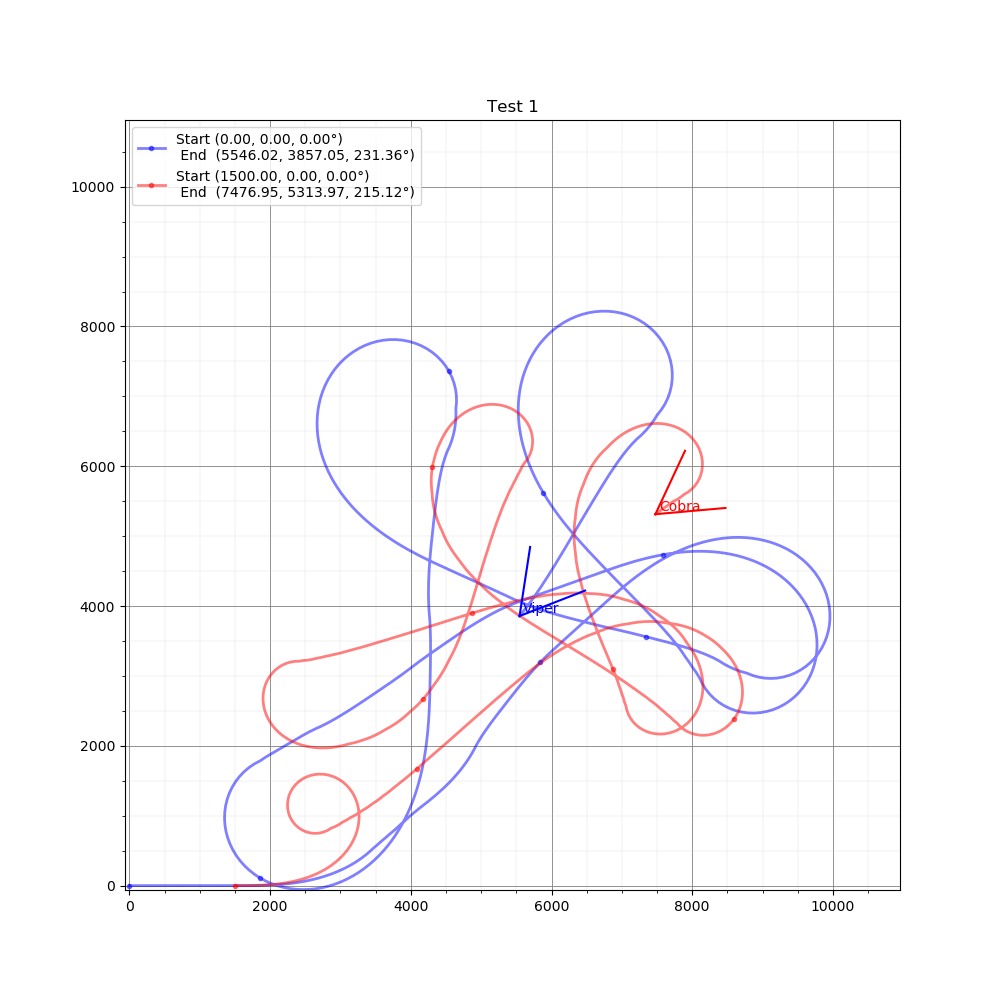 Test 1
Start (0.00, 0.00, 0.00°)
End (5546.02, 3857.05, 231.36°)
Start (1500.00, 0.00, 0.00°)
End (7476.95, 5313.97, 215.12°)
10000
8000
6000
4000
2000
0
Cobra
Viper
0 2000 4000 6000 8000 10000